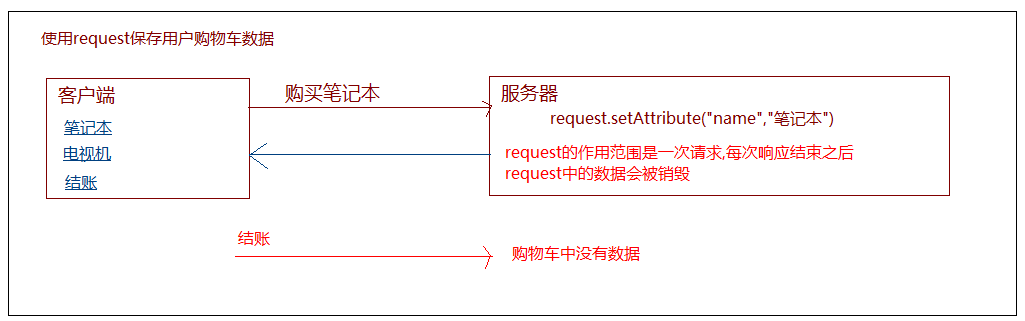 使用request保存用户购物车数据
客户端
笔记本
电视机
结账
购买笔记本
服务器
request.setAttribute("name","笔记本")
request的作用范围是一次请求,每次响应结束之后
request中的数据会被销毁
结账
购物车中没有数据